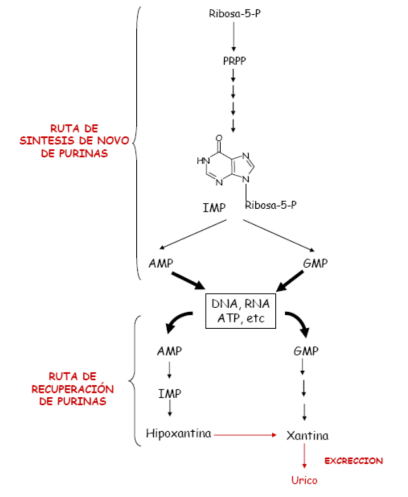 Ribosa-5-P
PRPP
RUTA DE
SINTESIS DE NOVO
DE PURINAS
O
HN
N
N
N
IMP
Ribosa-5-P
AMP
GMP
DNA, RNA
ATP, etc
RUTA DE
RECUPERACIÓN
DE PURINAS
AMP
GMP
IMP
Hipoxantina
Xantina
EXCRECCION
Urico